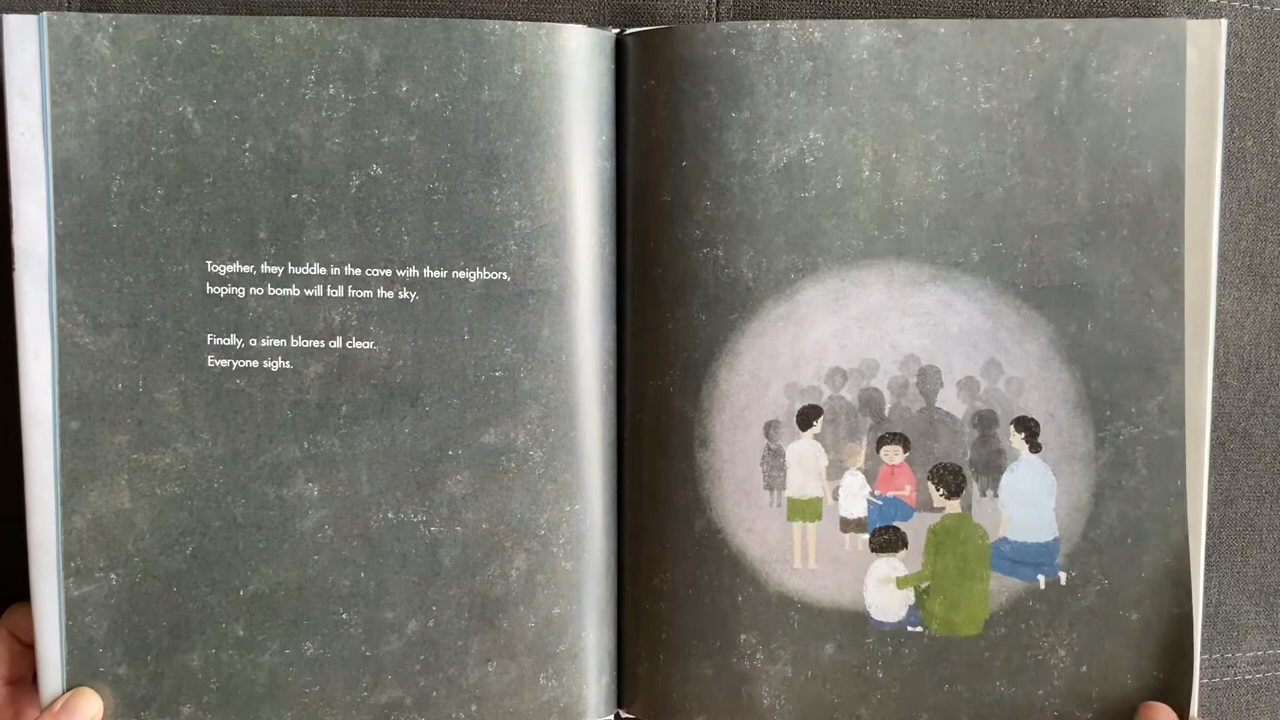 Together, they huddle in the cave with their neighbors,
hoping no bomb will fall from the sky.
Finally, a siren blares all clear.
Everyone sighs.